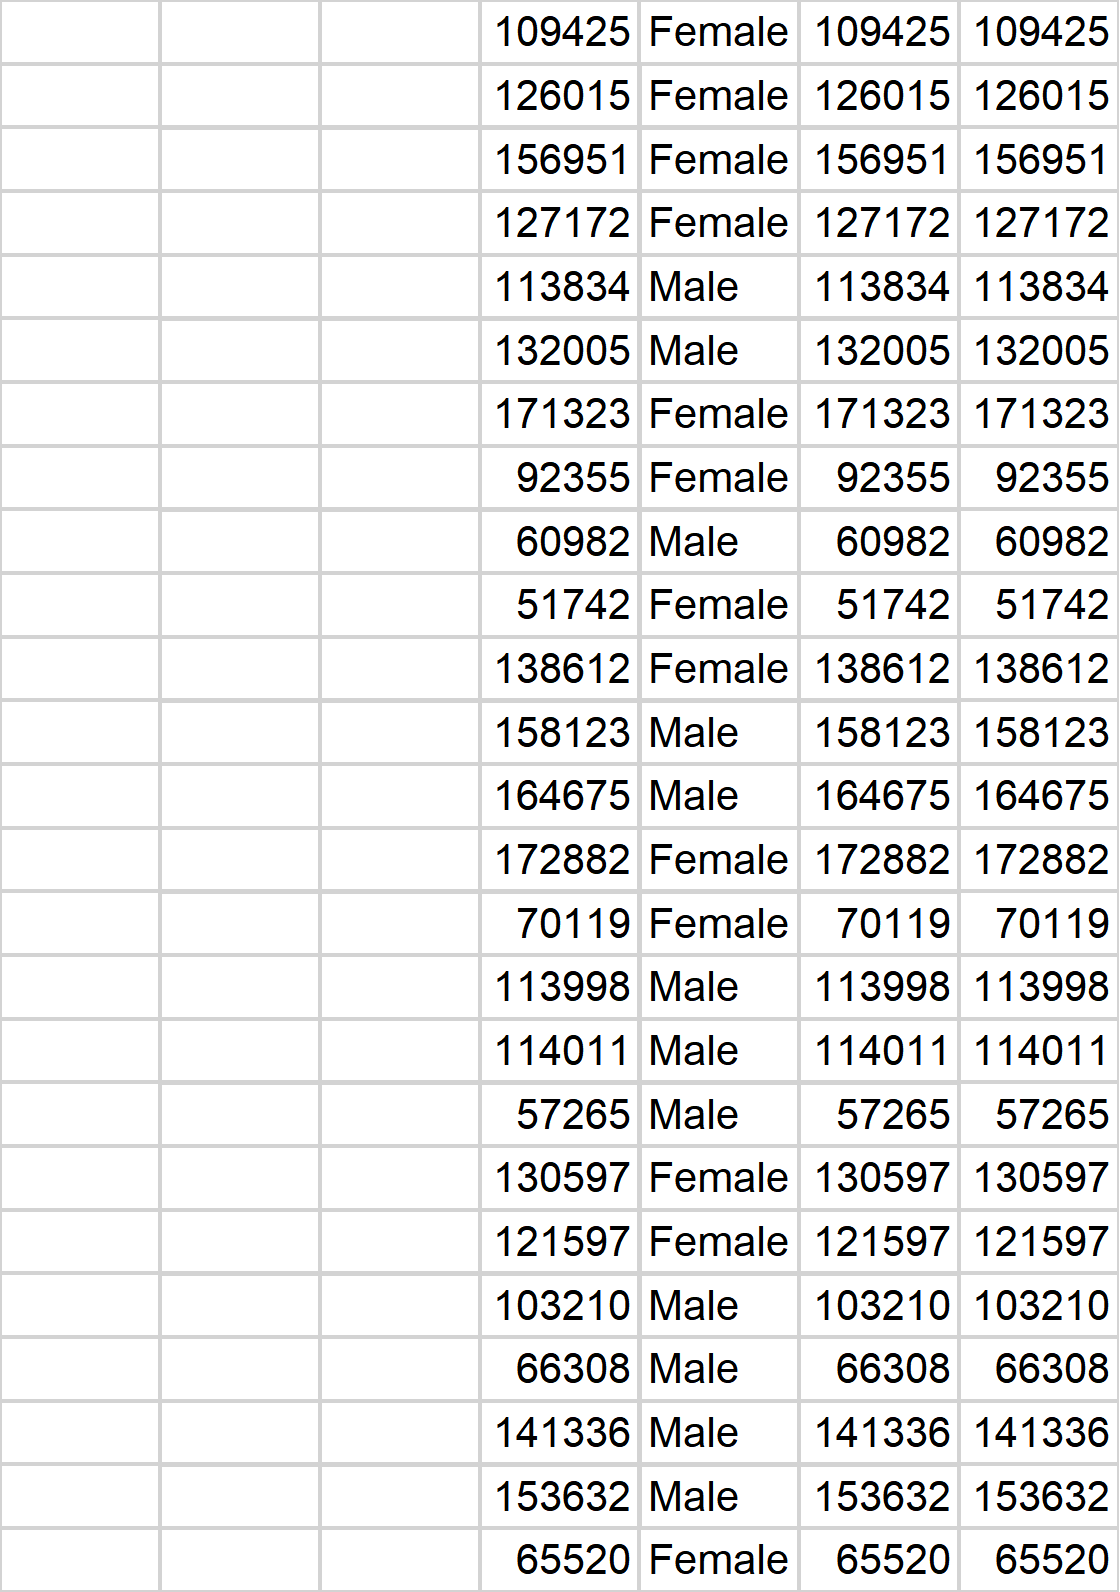 109425 Female 109425 109425
126015 Female 126015 126015
156951 Female 156951 156951
127172 Female 127172 127172
113834 Male 113834 113834
132005 Male 132005 132005
171323 Female 171323 171323
92355 Female 92355 92355
60982 Male 60982 60982
51742 Female 51742 51742
138612 Female 138612 138612
158123 Male 158123 158123
164675 Male 164675 164675
172882 Female 172882 172882
70119 Female 70119 70119
113998 Male 113998 113998
114011 Male 114011 114011
57265 Male 57265 57265
130597 Female 130597 130597
121597 Female 121597 121597
103210 Male 103210 103210
66308 Male 66308 66308
141336 Male 141336 141336
153632 Male 153632 153632
65520 Female 65520 65520